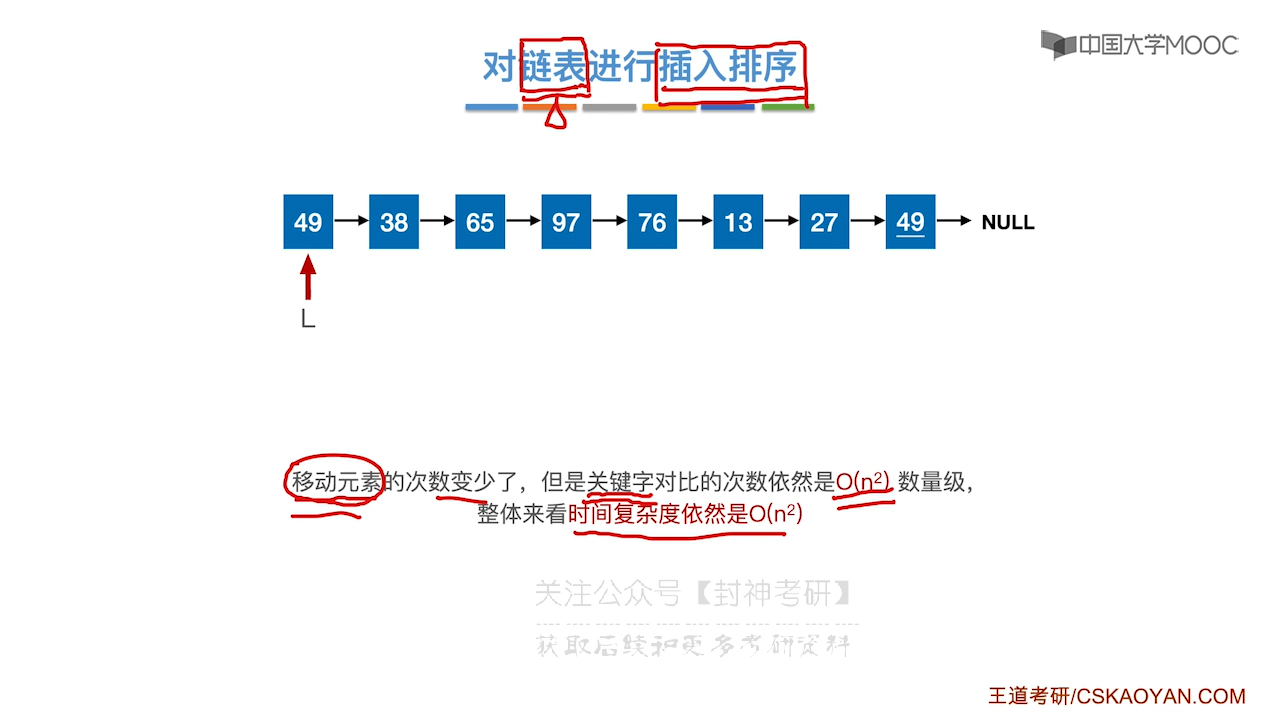 对链表进行插入排序
中国大学MOOC
49 38 65 97 76 13 27 49 NULL
L
移动元素的次数变少了，但是关键字对比的次数依然是O(n²) 数量级，
整体来看时间复杂度依然是O(n²)
关注公众号【封神考研】
获取后续和更多考研资料
王道考研/CSKAOYAN.COM